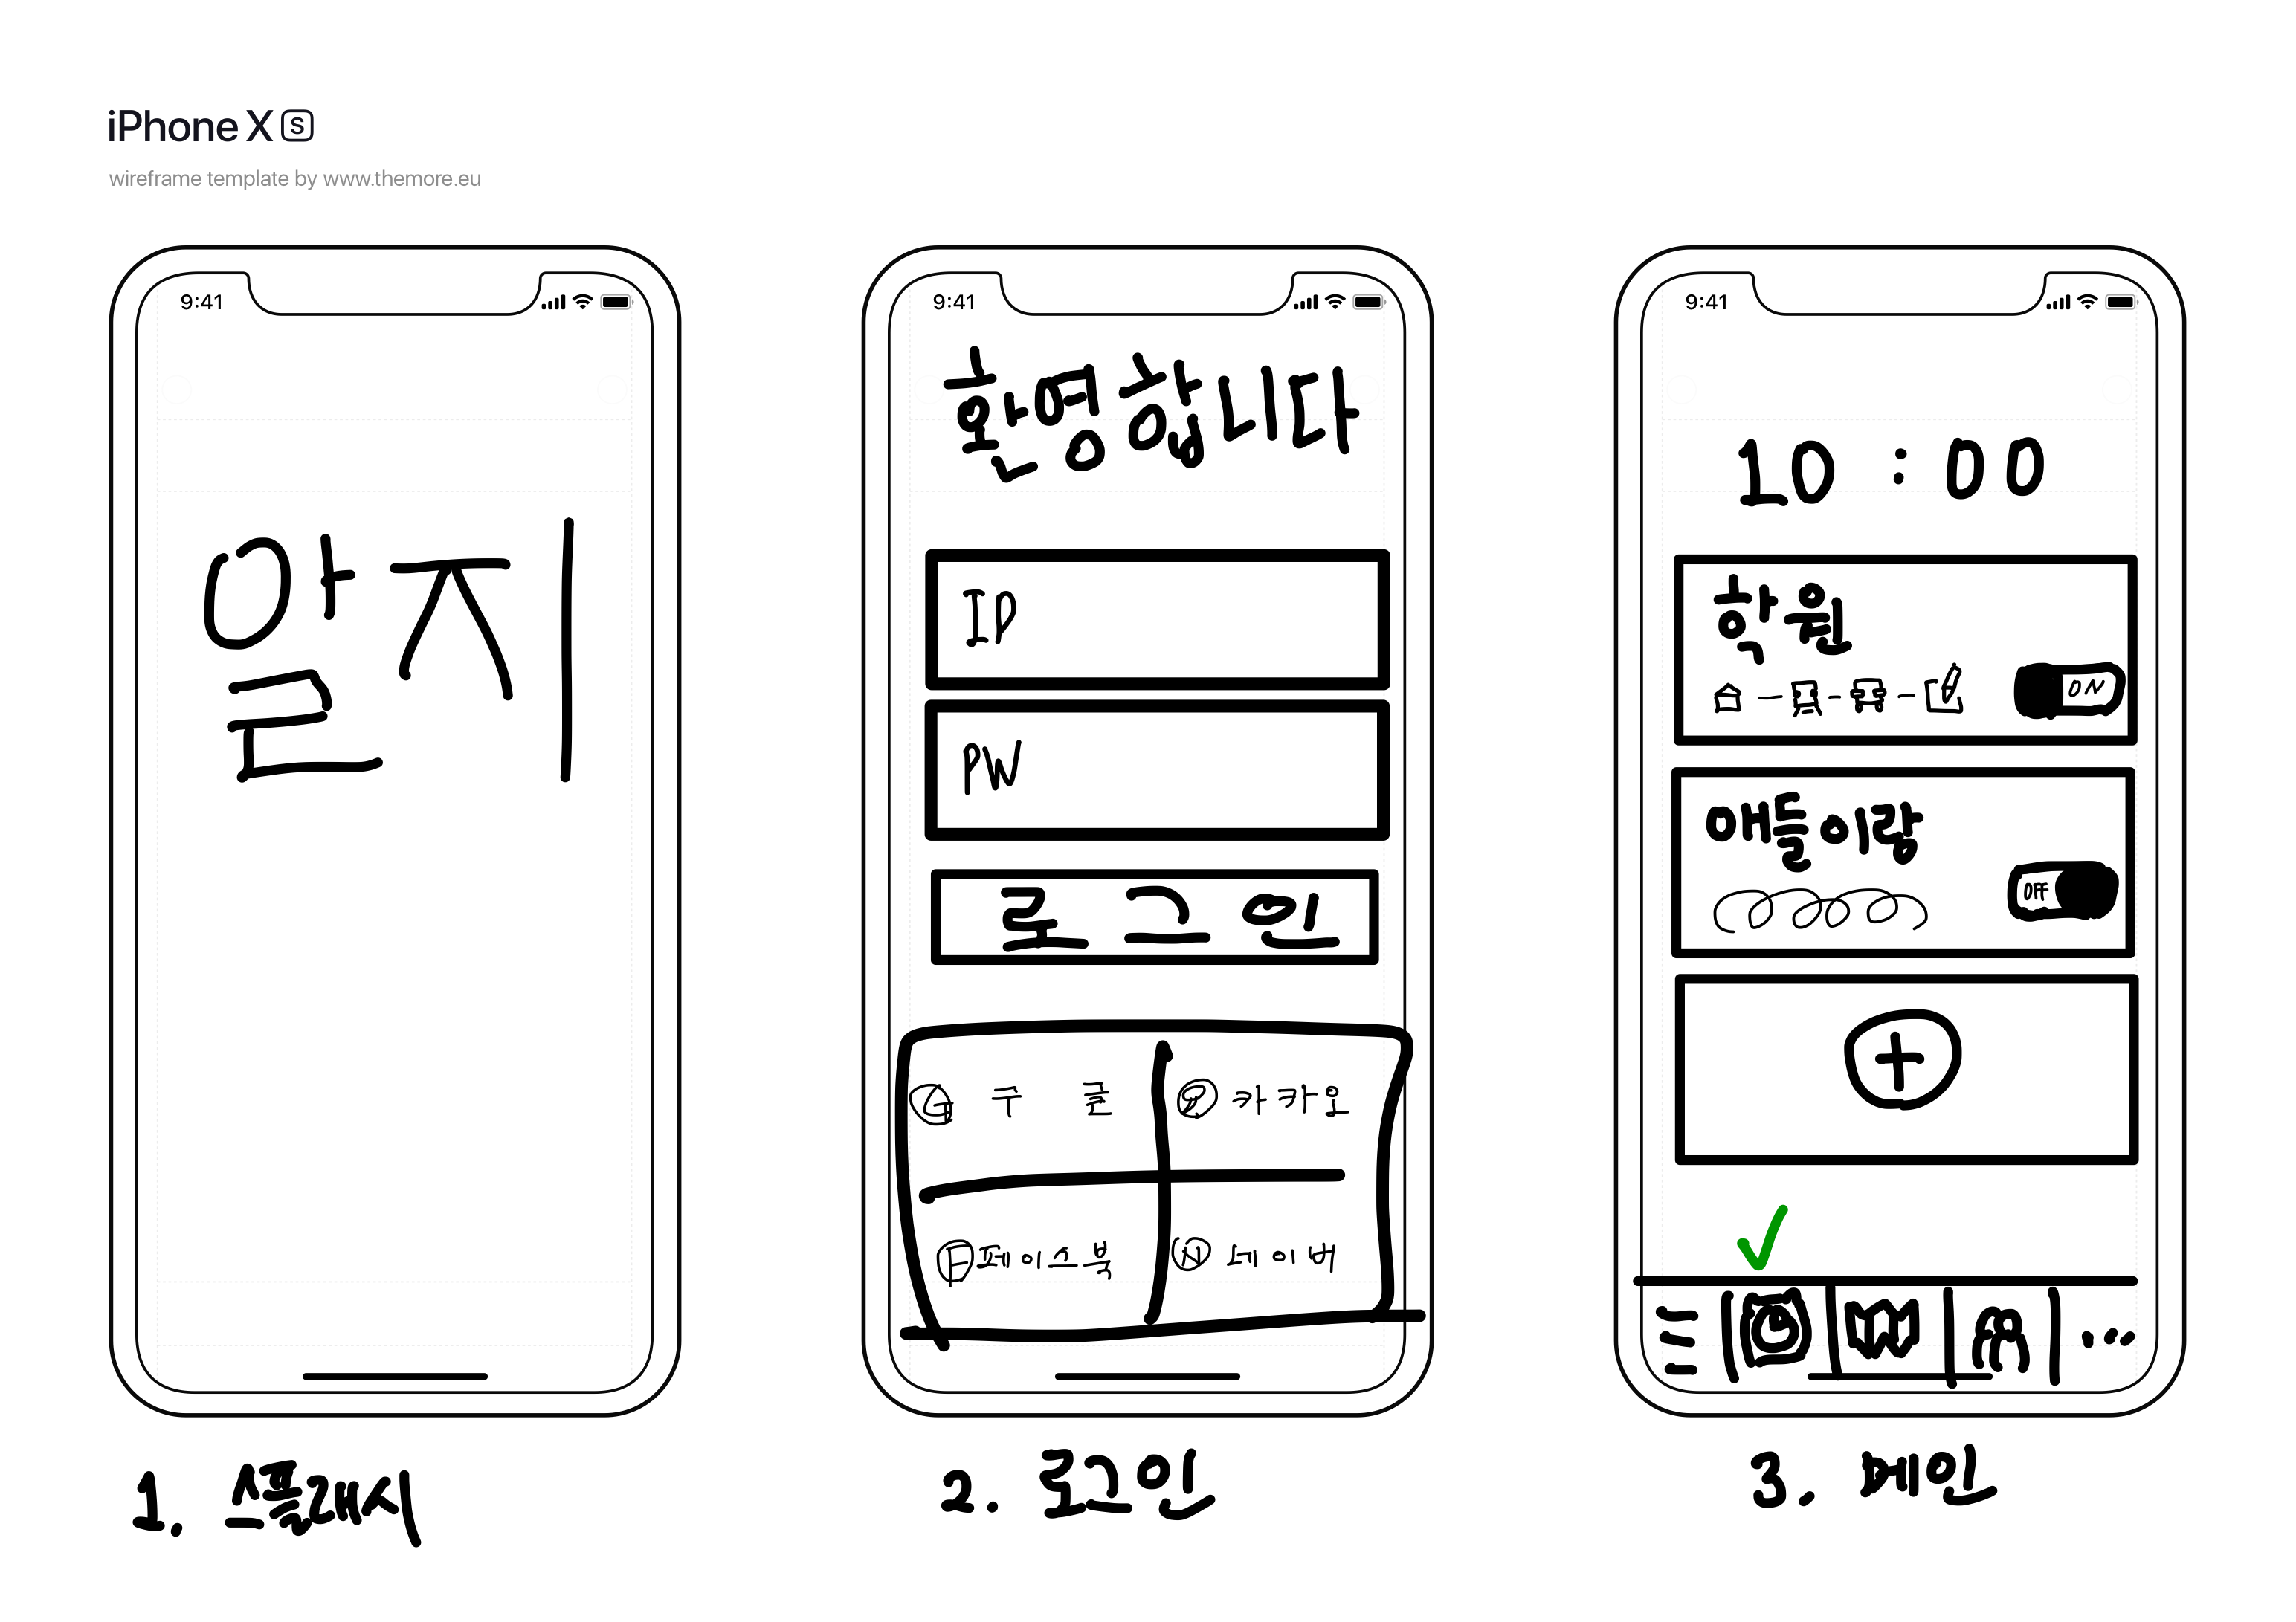 iPhone X S
wireframe template by www.themore.eu
9:41
알지
1. 스플래시
9:41
환영합니다
ID
PW
로그인
G 구글
카카오
F 페이스북
N 네이버
2. 로그인
9:41
10:00
학원
ON
애들이랑
OFF
+
...
3. 메인